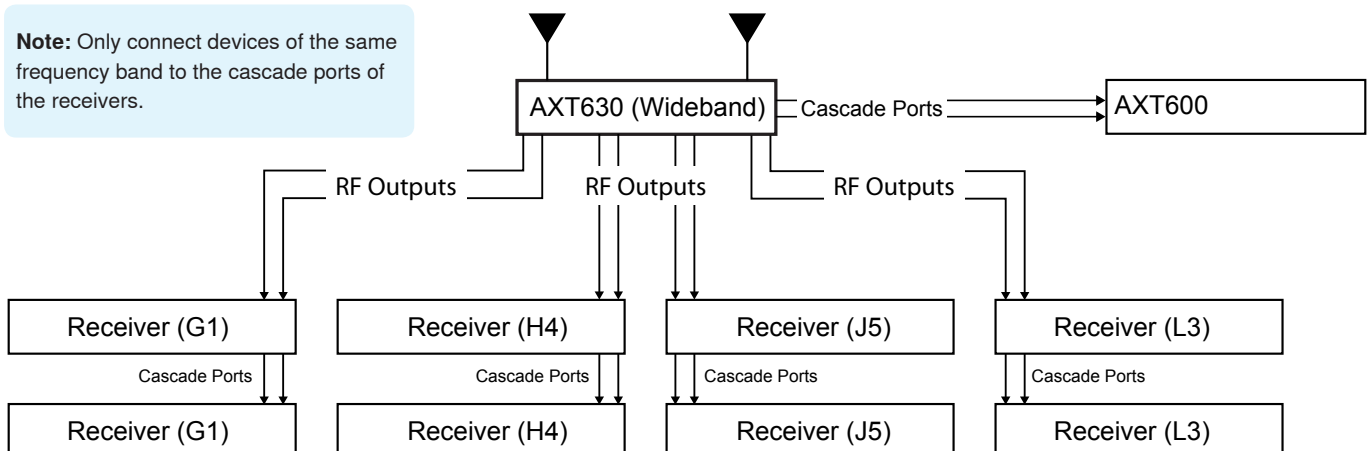 Note: Only connect devices of the same
frequency band to the cascade ports of
the receivers.
AXT630 (Wideband)
Cascade Ports
AXT600
RF Outputs
RF Outputs
RF Outputs
Receiver (G1)
Receiver (H4)
Receiver (J5)
Receiver (L3)
Cascade Ports
Cascade Ports
Cascade Ports
Cascade Ports
Receiver (G1)
Receiver (H4)
Receiver (J5)
Receiver (L3)